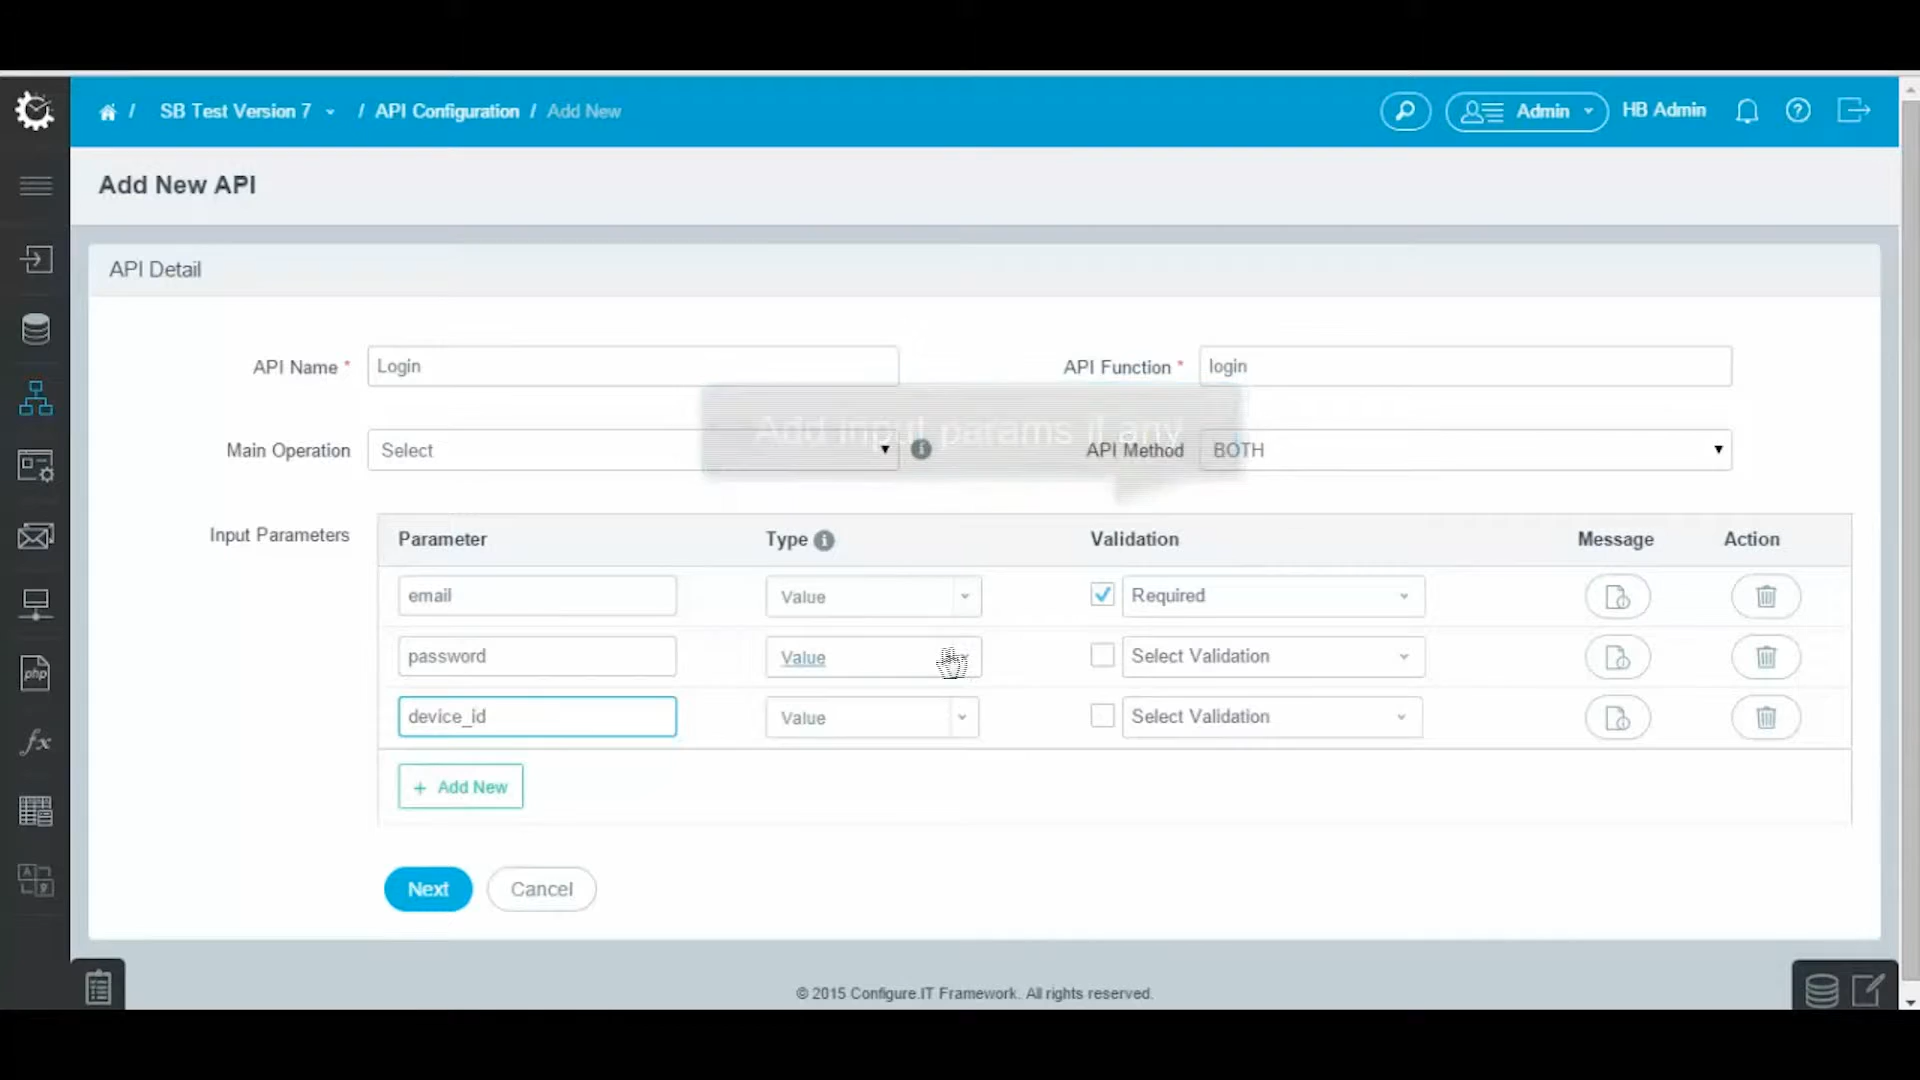 / SB Test Version 7 / API Configuration / Add New
Admin HB Admin
Add New API
API Detail
API Name * Login API Function * login
Add input params if any
Main Operation Select API Method BOTH
Input Parameters Parameter Type Validation Message Action
email Value Required
password Value Select Validation
device_id Value Select Validation
+ Add New
php
fx
Next Cancel
© 2015 Configure.IT Framework. All rights reserved.